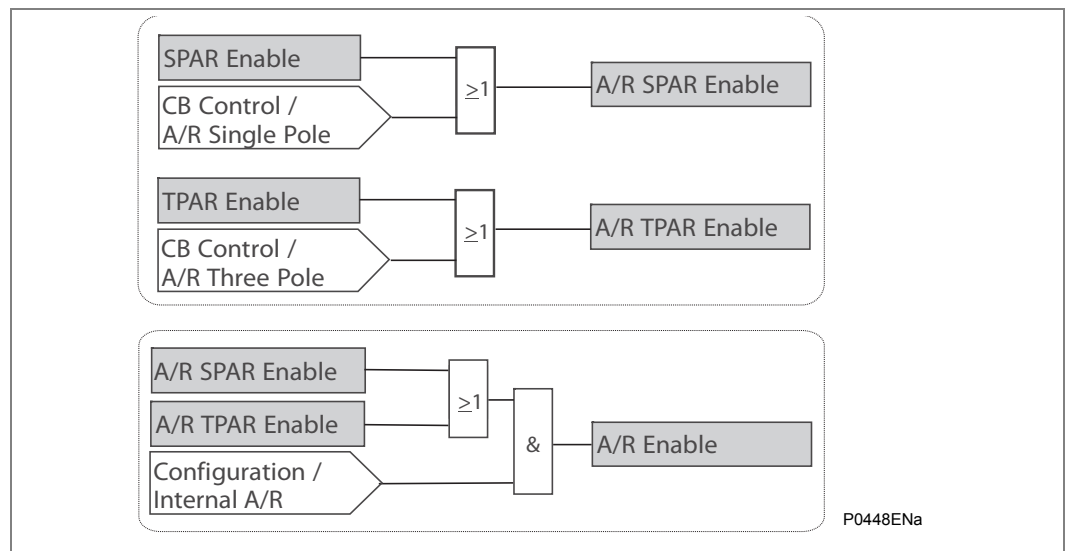 SPAR Enable
CB Control /
A/R Single Pole
≥1
A/R SPAR Enable
TPAR Enable
CB Control /
A/R Three Pole
≥1
A/R TPAR Enable
A/R SPAR Enable
A/R TPAR Enable
Configuration /
Internal A/R
≥1
&
A/R Enable
P0448ENa